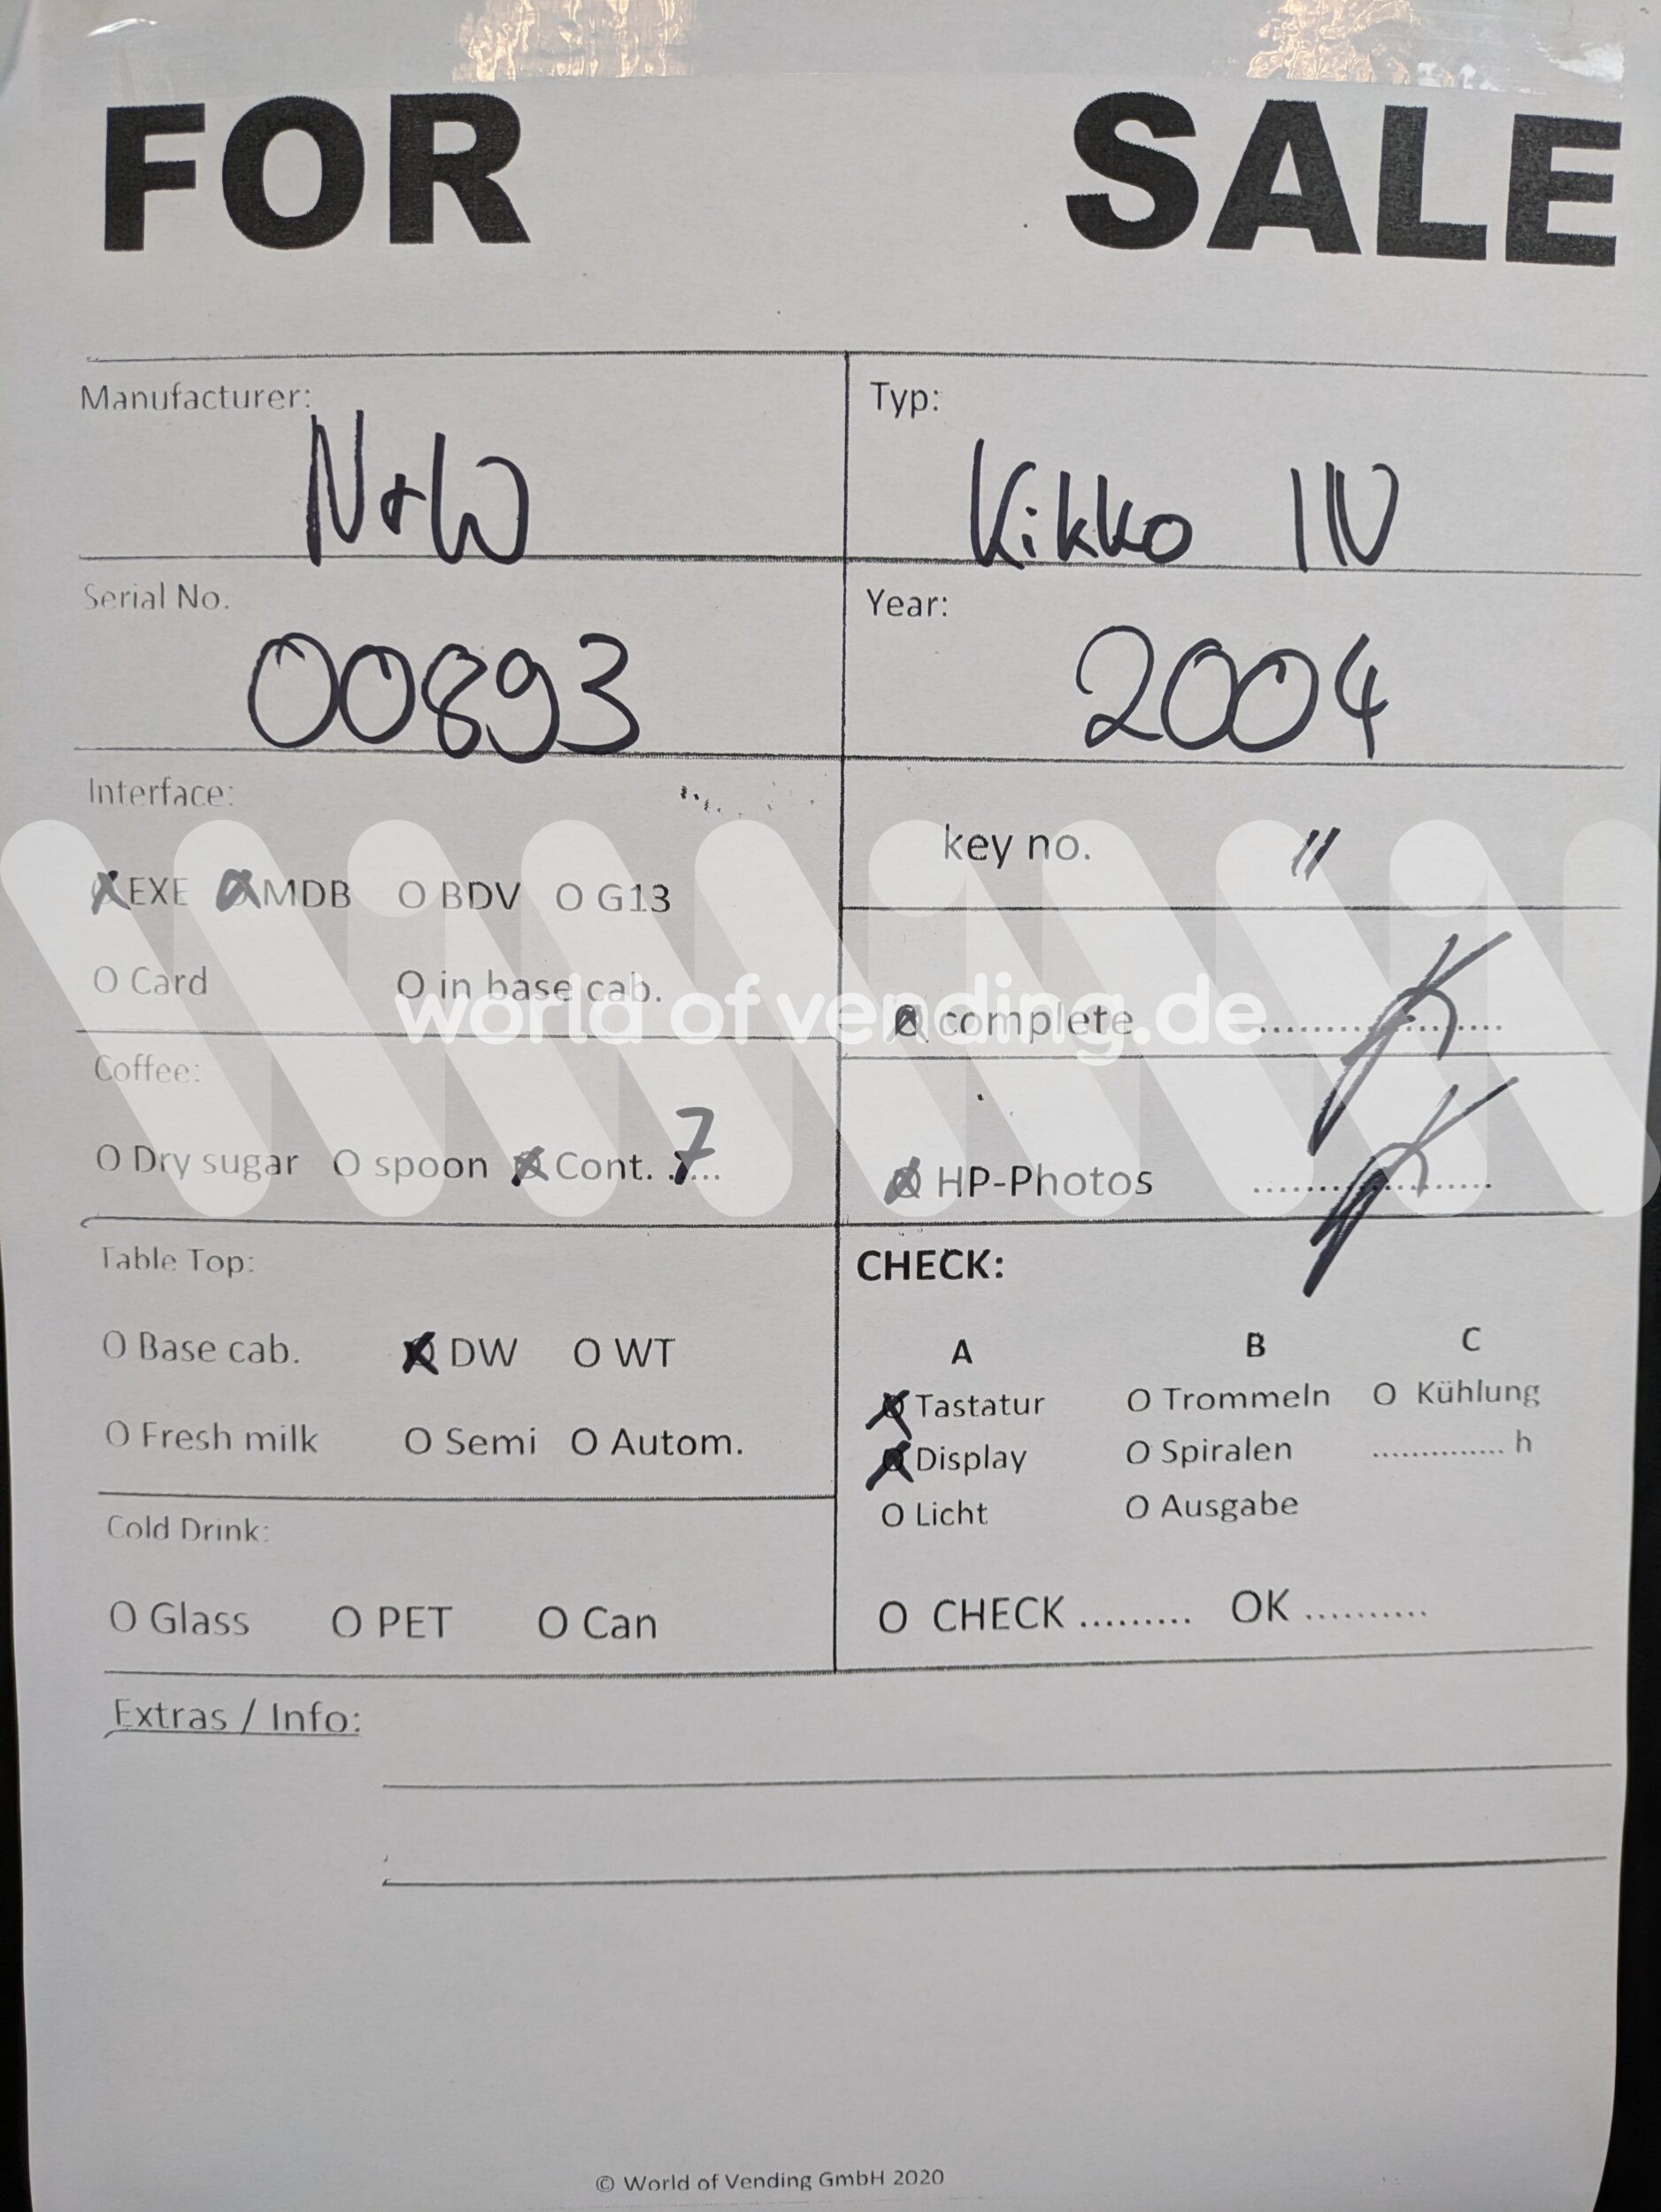 FOR SALE
Manufacturer: N+W
Typ: Kikko
Serial No. 00893
Year: 2004
Interface:
key no. "
X EXE X MDB O BDV O G13
O Card O in base cab.
world of vending.de
X complete ....................
Coffee:
O Dry sugar O spoon X Cont. 7
X HP-Photos ....................
Table Top:
O Base cab. X DW O WT
O Fresh milk O Semi O Autom.
Cold Drink:
O Glass O PET O Can
CHECK:
A B C
X Tastatur O Trommeln O Kühlung
X Display O Spiralen .............. h
O Licht O Ausgabe
O CHECK ......... OK ..........
Extras / Info:
© World of Vending GmbH 2020